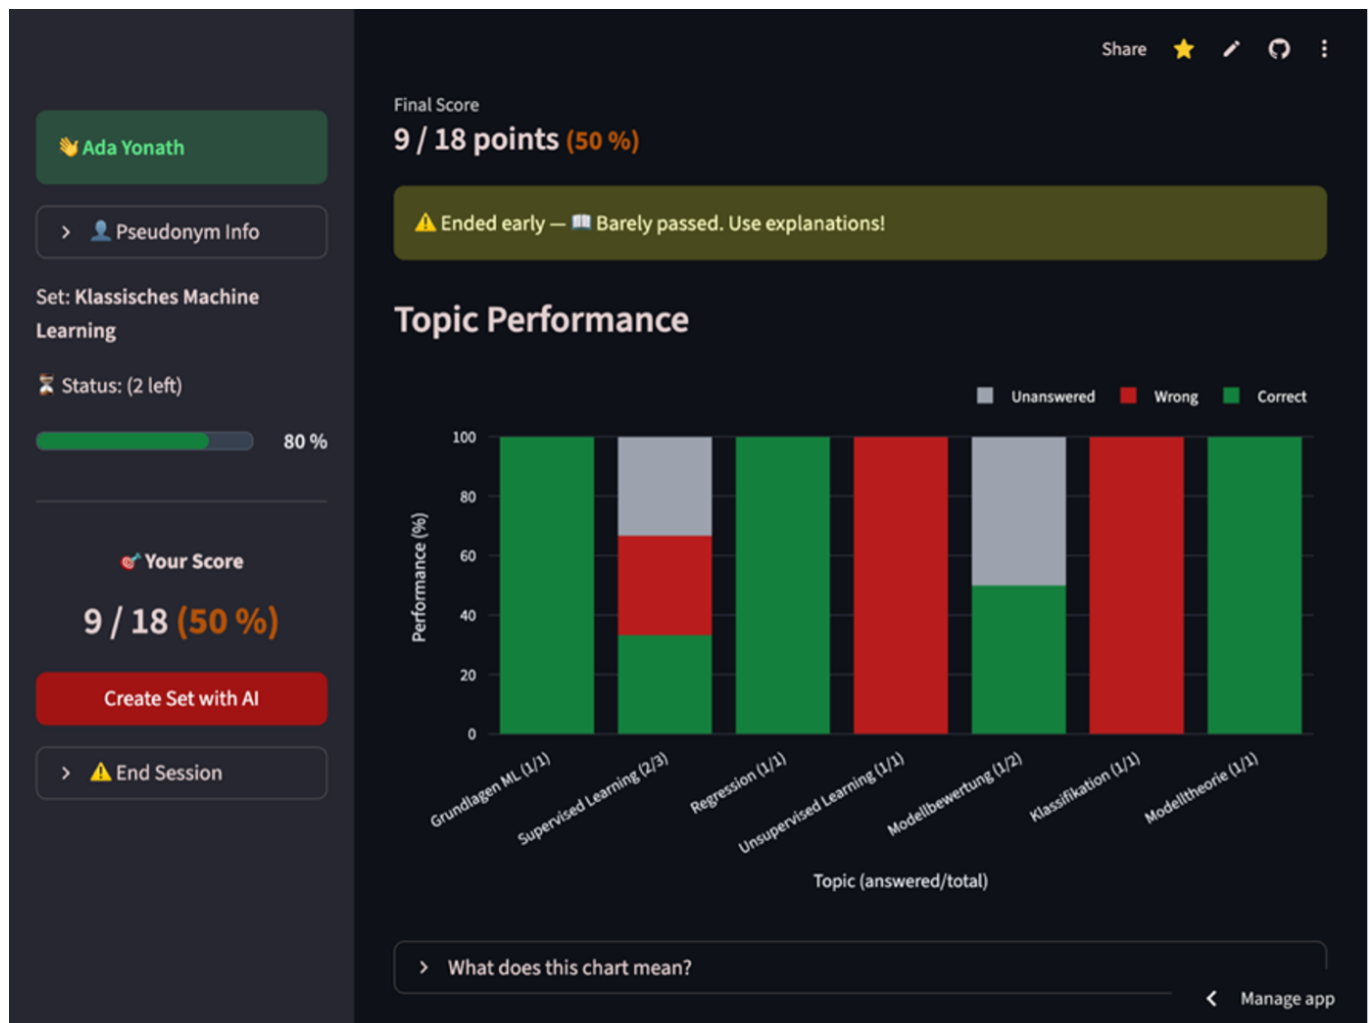 Share
👋 Ada Yonath
👤 Pseudonym Info
Set: Klassisches Machine
Learning
⏳ Status: (2 left)
80 %
🎯 Your Score
9 / 18 (50 %)
Create Set with AI
⚠️ End Session
Final Score
9 / 18 points (50 %)
⚠️ Ended early — 📖 Barely passed. Use explanations!
Topic Performance
Unanswered Wrong Correct
Performance (%)
100
80
60
40
20
0
Grundlagen ML (1/1)
Supervised Learning (2/3)
Regression (1/1)
Unsupervised Learning (1/1)
Modellbewertung (1/2)
Klassifikation (1/1)
Modelltheorie (1/1)
Topic (answered/total)
What does this chart mean?
Manage app